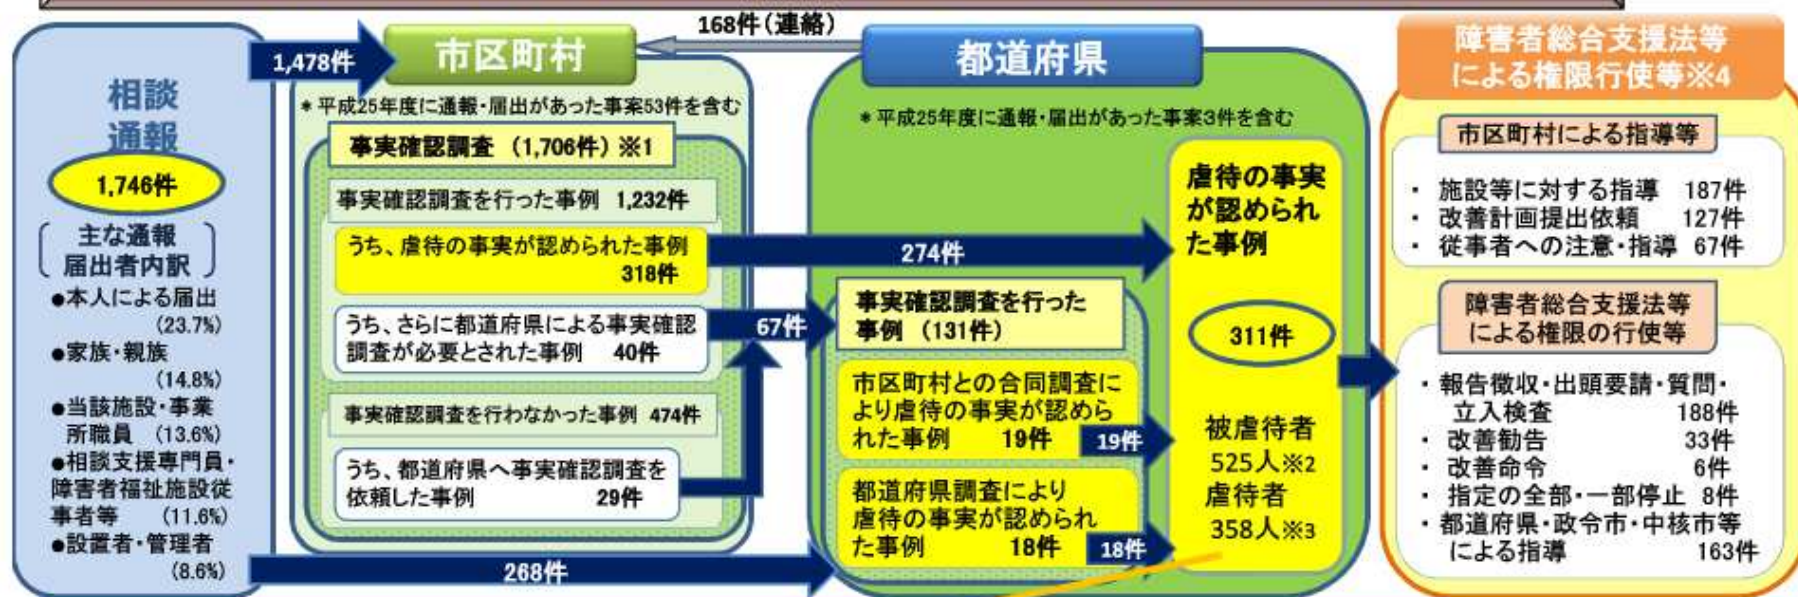 168件(連絡)
相談
通報
1,746件
主な通報
届出者内訳
●本人による届出
(23.7%)
●家族・親族
(14.8%)
●当該施設・事業
所職員 (13.6%)
●相談支援専門員・
障害者福祉施設従
事者等 (11.6%)
●設置者・管理者
(8.6%)
1,478件
268件
市区町村
*平成25年度に通報・届出があった事案53件を含む
事実確認調査 (1,706件) ※1
事実確認調査を行った事例 1,232件
うち、虐待の事実が認められた事例
318件
うち、さらに都道府県による事実確認
調査が必要とされた事例 40件
事実確認調査を行わなかった事例 474件
うち、都道府県へ事実確認調査を
依頼した事例 29件
274件
67件
都道府県
*平成25年度に通報・届出があった事案3件を含む
事実確認調査を行った
事例 (131件)
市区町村との合同調査に
より虐待の事実が認めら
れた事例 19件
19件
都道府県調査により
虐待の事実が認められ
た事例 18件
18件
虐待の事実
が認められ
た事例
311件
被虐待者
525人※2
虐待者
358人※3
障害者総合支援法等
による権限行使等※4
市区町村による指導等
・ 施設等に対する指導 187件
・ 改善計画提出依頼 127件
・ 従事者への注意・指導 67件
障害者総合支援法等
による権限の行使等
・ 報告徴収・出頭要請・質問・
立入検査 188件
・ 改善勧告 33件
・ 改善命令 6件
・ 指定の全部・一部停止 8件
・ 都道府県・政令市・中核市等
による指導 163件